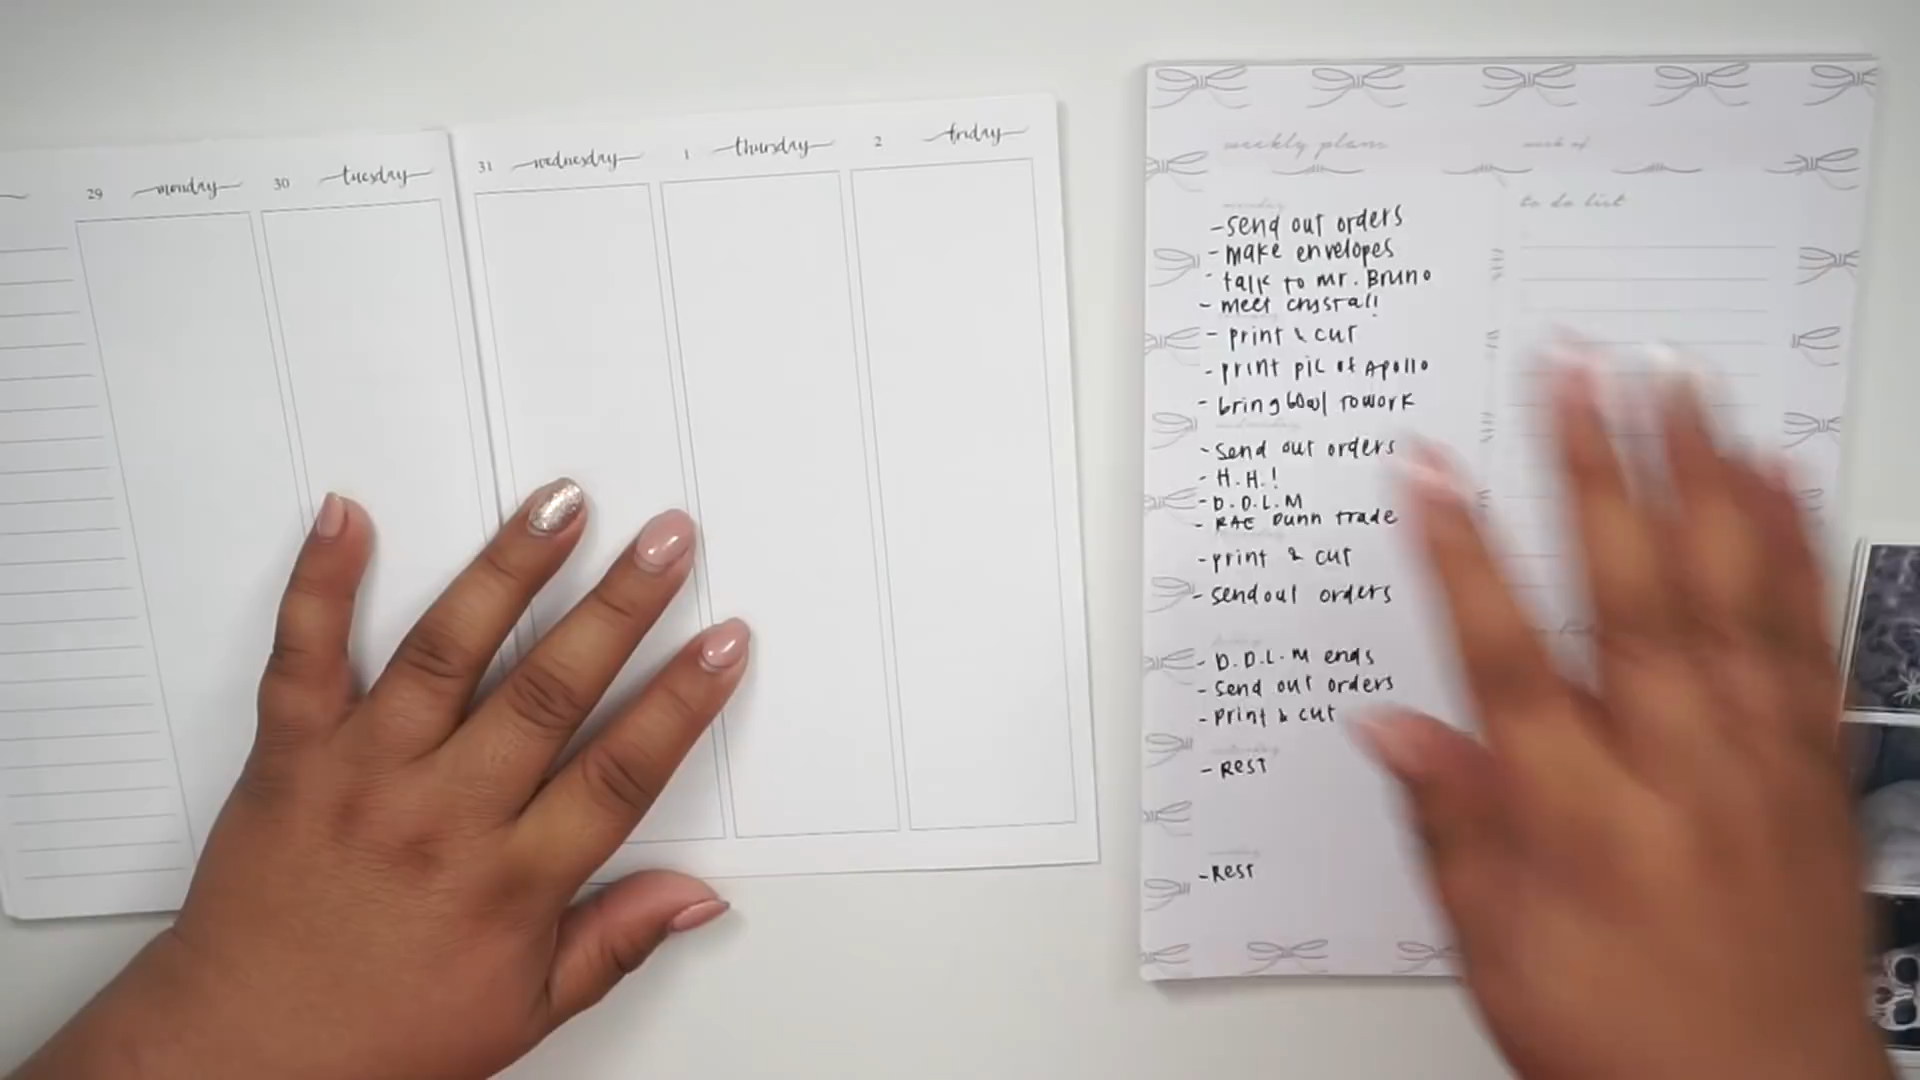 29 monday
30 tuesday
31 wednesday
1 thursday
2 friday
weekly plans
week of
to do list
monday
- send out orders
- make envelopes
- talk to mr. Bruno
- meet crystal!
- print & cut
- print pic of Apollo
- bring bowl to work
wednesday
- send out orders
- H.H.!
- D.D.L.M
- RAE Dunn trade
- print & cut
- send out orders
- D.D.L.M ends
- send out orders
- print & cut
saturday
- REST
- REST